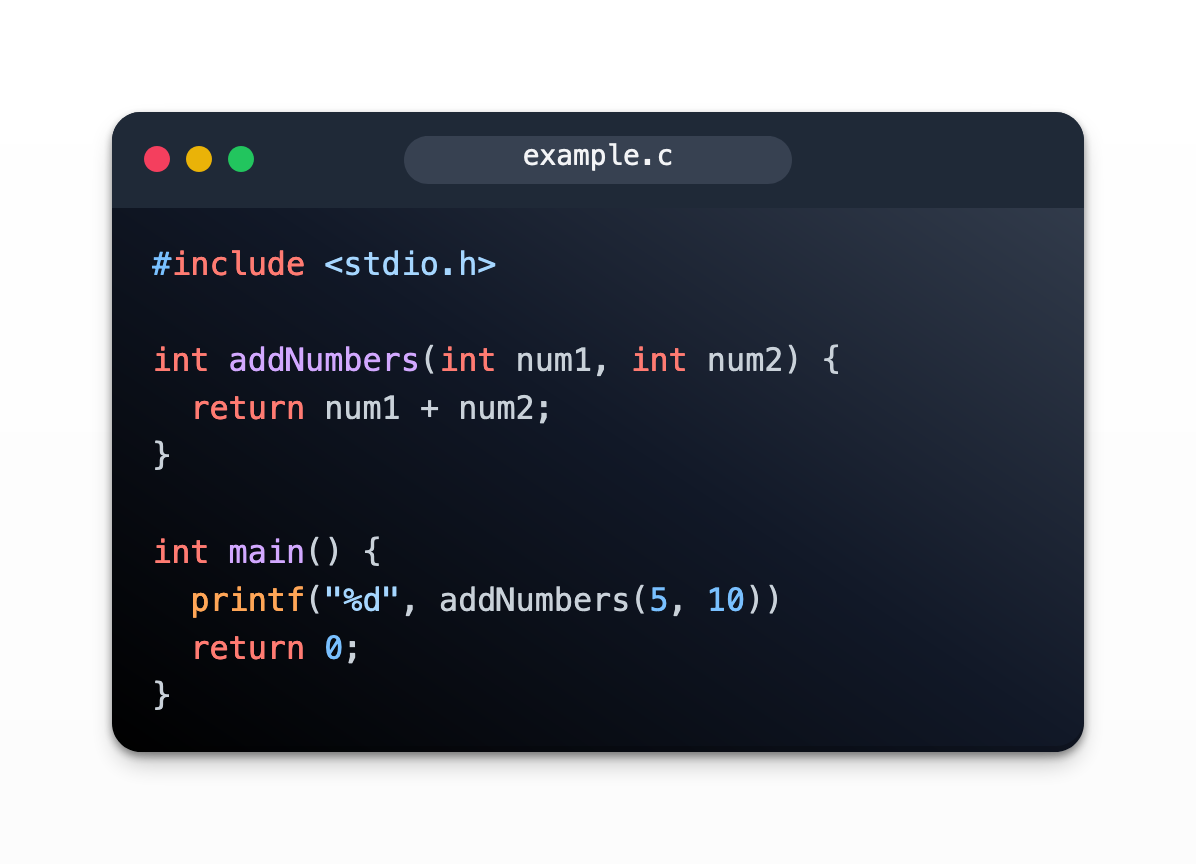 example.c
#include <stdio.h>

int addNumbers(int num1, int num2) {
  return num1 + num2;
}

int main() {
  printf("%d", addNumbers(5, 10))
  return 0;
}